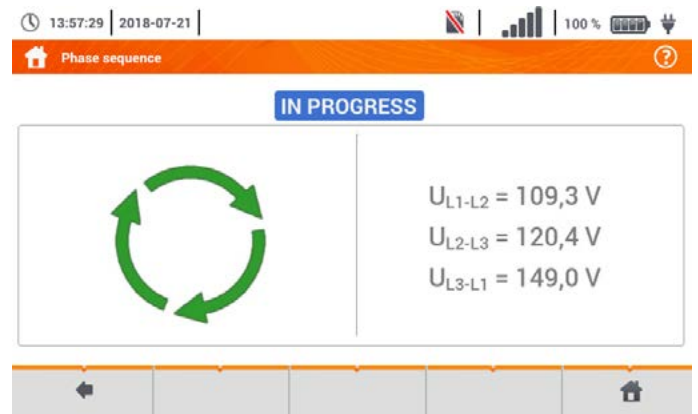 13:57:29 2018-07-21 100 %
Phase sequence ?
IN PROGRESS
UL1-L2 = 109,3 V
UL2-L3 = 120,4 V
UL3-L1 = 149,0 V